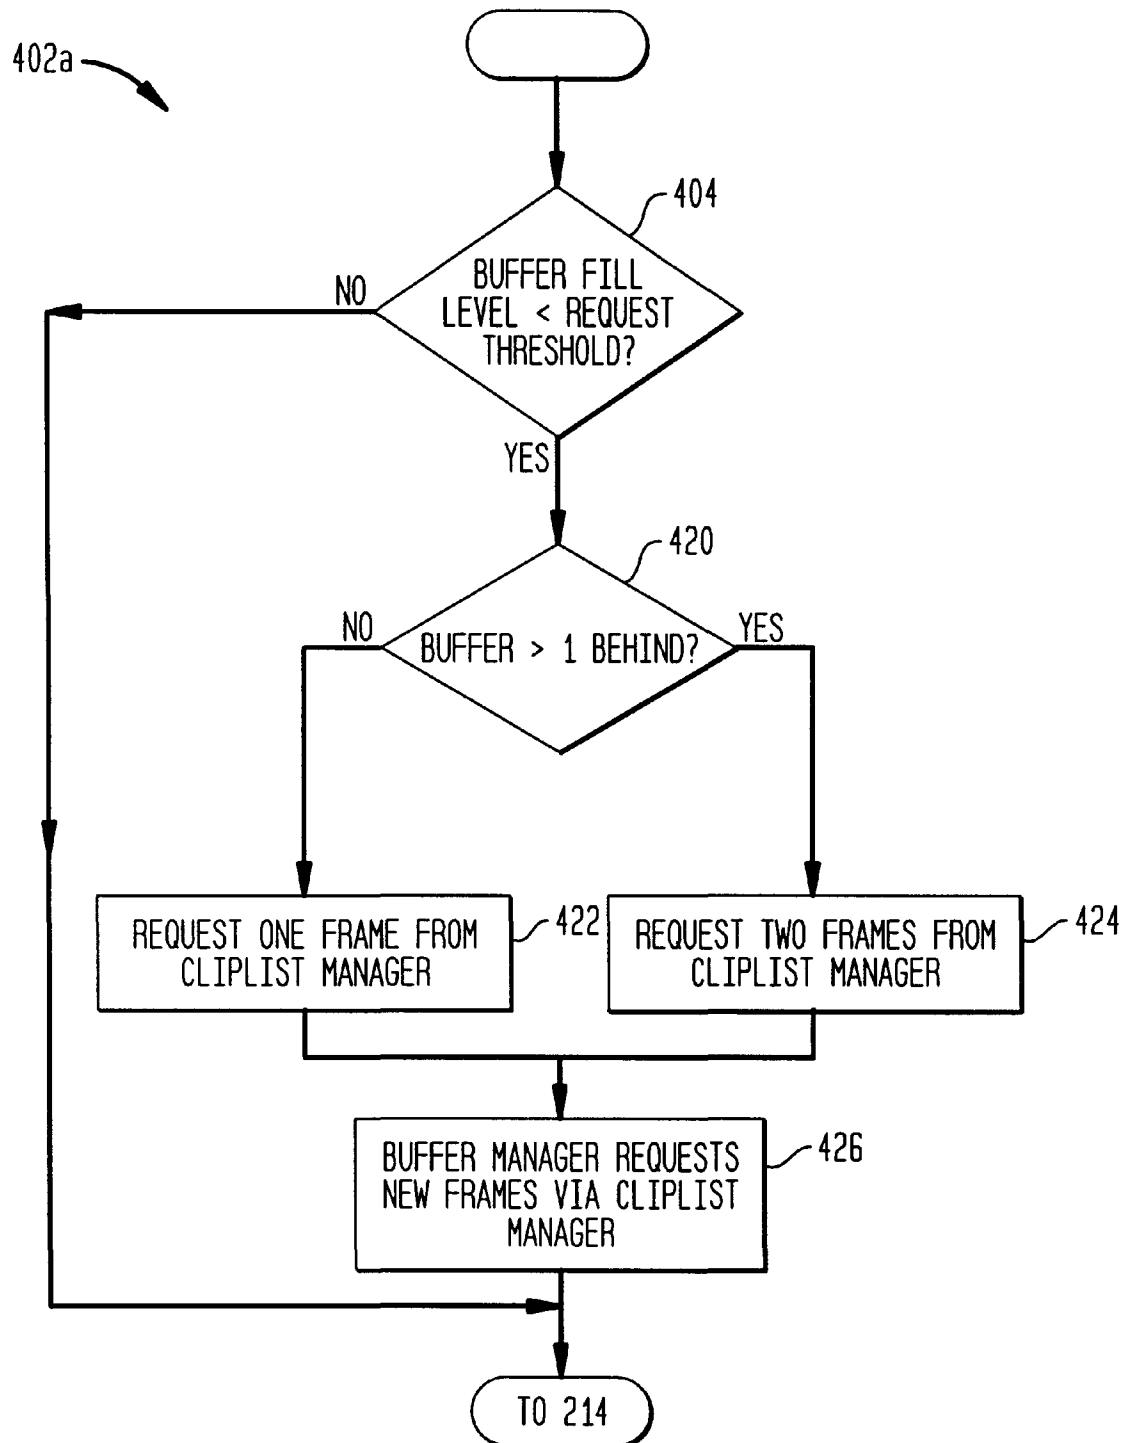 402a
404
BUFFER FILL
LEVEL < REQUEST
THRESHOLD?
NO
YES
420
BUFFER > 1 BEHIND?
NO
YES
REQUEST ONE FRAME FROM
CLIPLIST MANAGER
422
REQUEST TWO FRAMES FROM
CLIPLIST MANAGER
424
BUFFER MANAGER REQUESTS
NEW FRAMES VIA CLIPLIST
MANAGER
426
TO 214